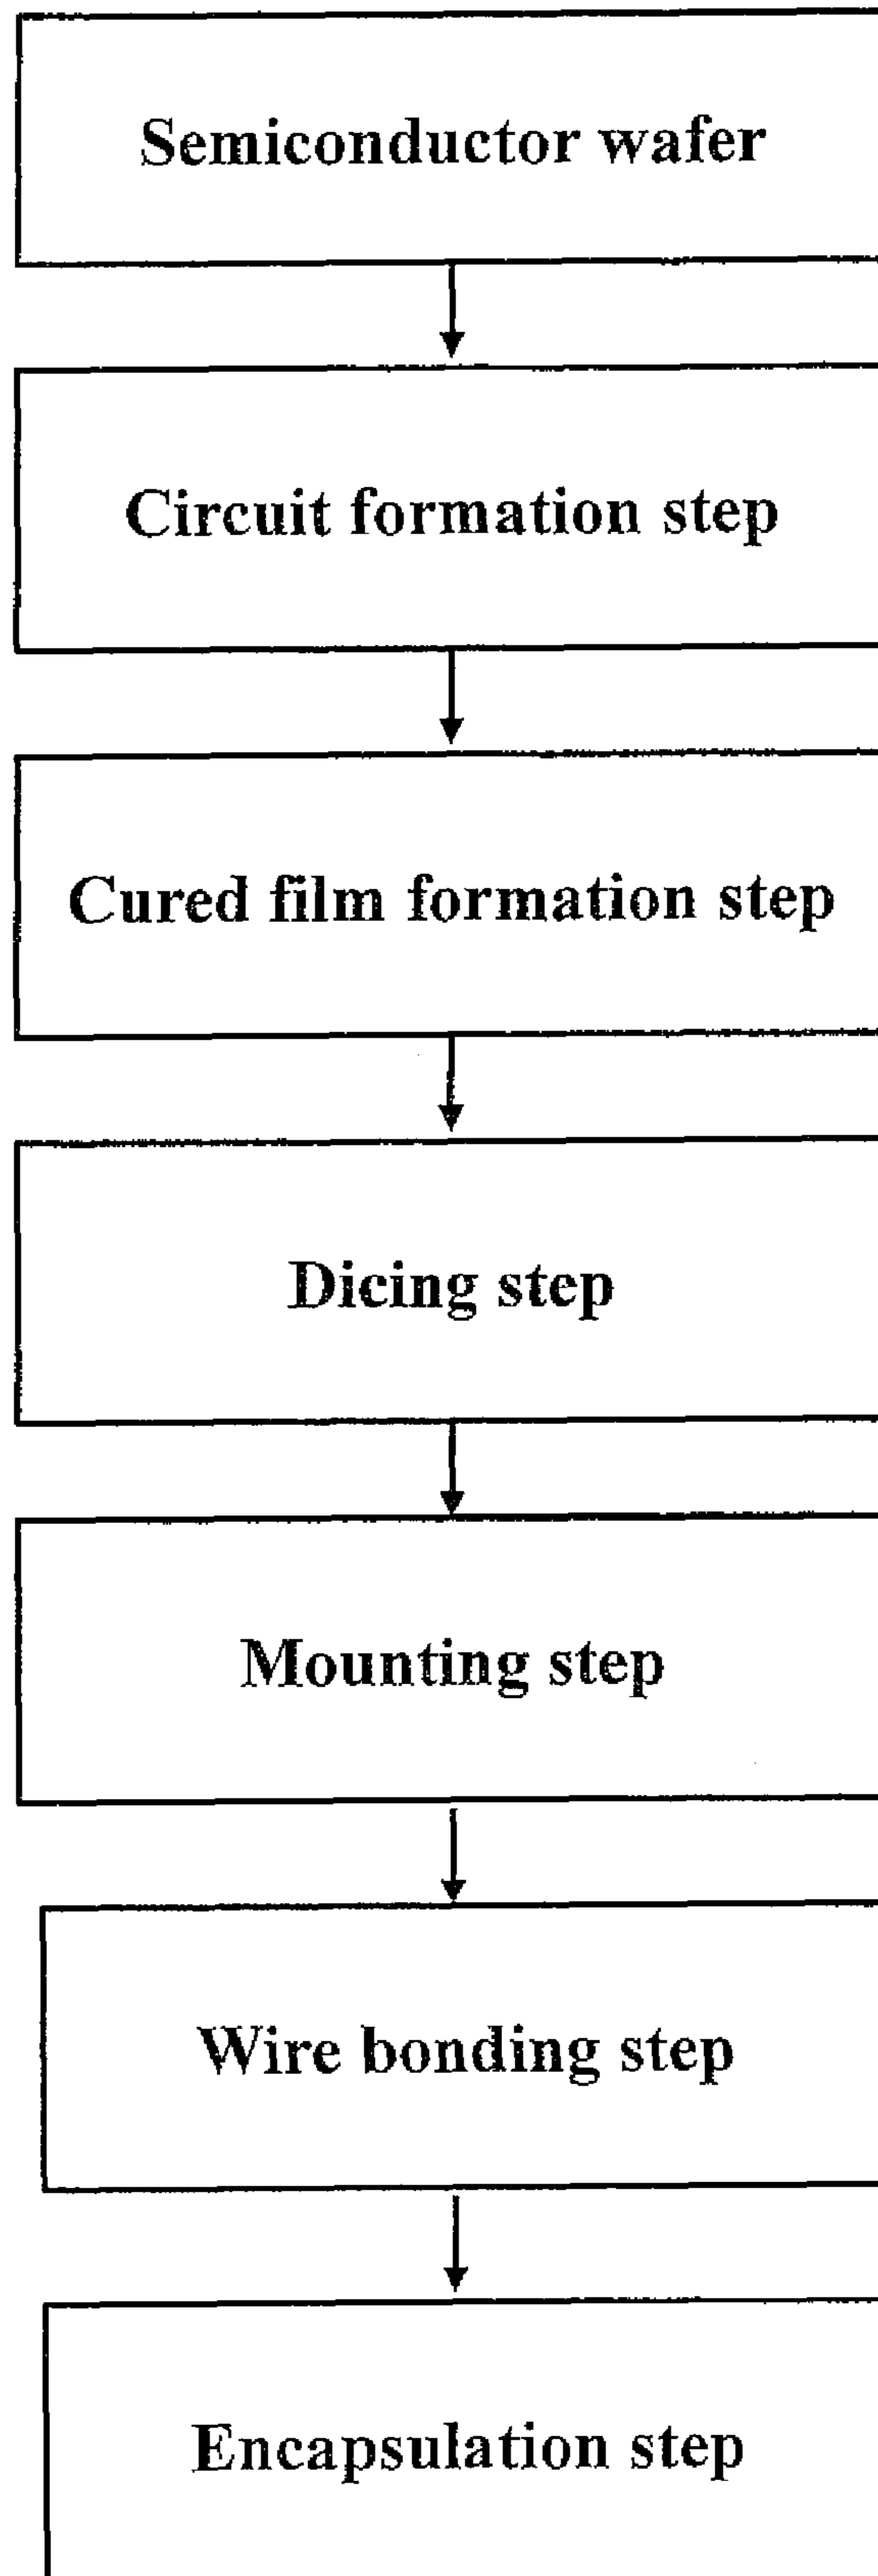 Semiconductor wafer
Circuit formation step
Cured film formation step
Dicing step
Mounting step
Wire bonding step
Encapsulation step